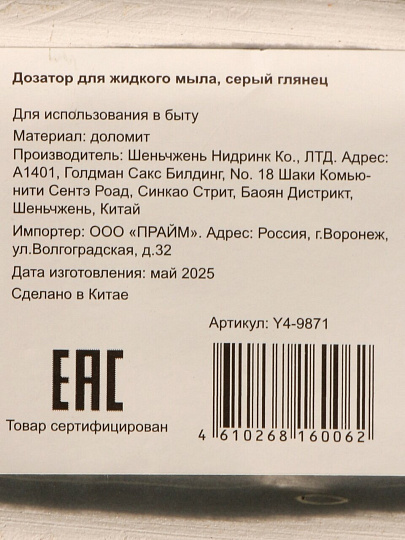 Дозатор для жидкого мыла, серый глянец
Для использования в быту
Материал: доломит
Производитель: Шеньчжень Нидринк Ко., ЛТД. Адрес:
А1401, Голдман Сакс Билдинг, No. 18 Шаки Комью-
нити Сентэ Роад, Синкао Стрит, Баоян Дистрикт,
Шеньчжень, Китай
Импортер: ООО «ПРАЙМ». Адрес: Россия, г.Воронеж,
ул.Волгоградская, д.32
Дата изготовления: май 2025
Сделано в Китае
Артикул: Y4-9871
EAC
Товар сертифицирован
4 610268 160062